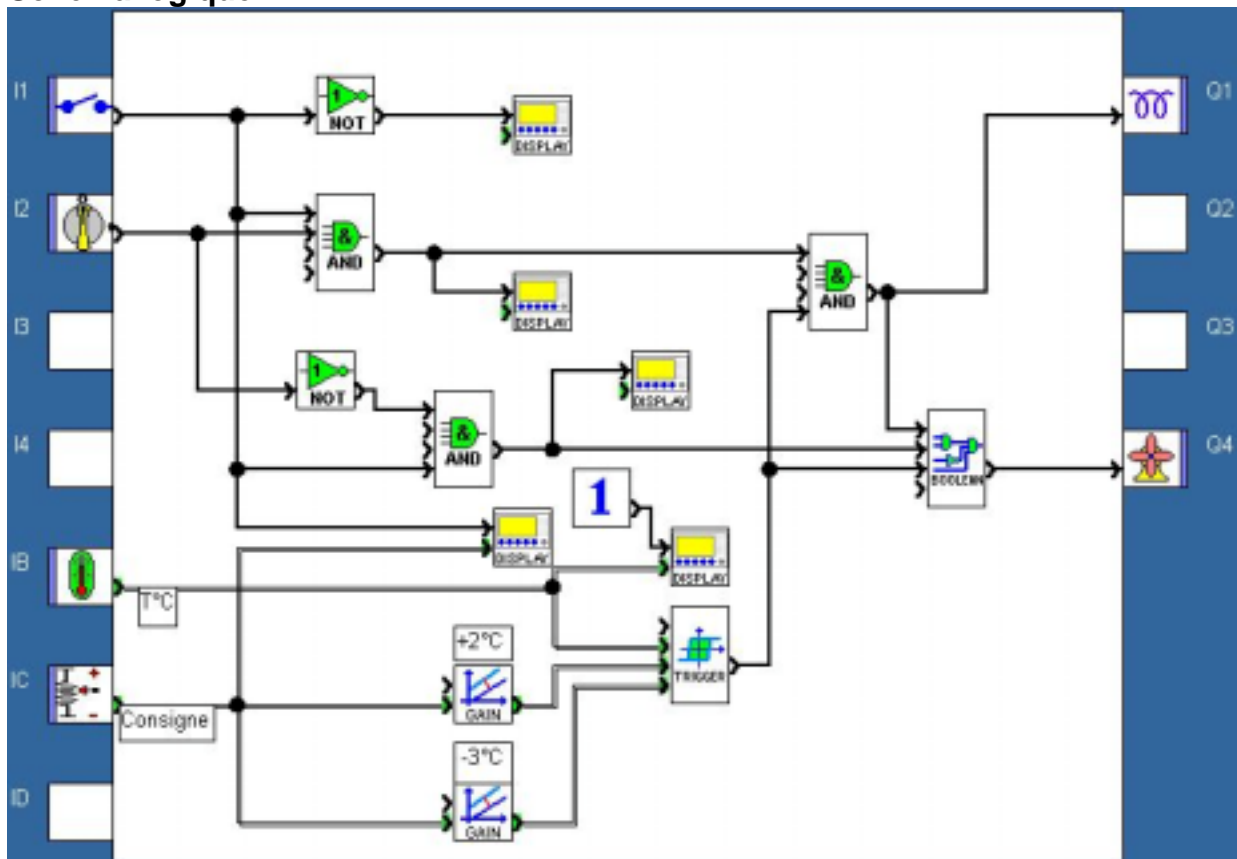 I1
NOT
DISPLAY
Q1
I2
AND
DISPLAY
AND
Q2
I3
NOT
DISPLAY
Q3
I4
AND
1
BOOLEAN
Q4
DISPLAY
DISPLAY
IB
T°C
+2°C
TRIGGER
IC
Consigne
GAIN
-3°C
ID
GAIN